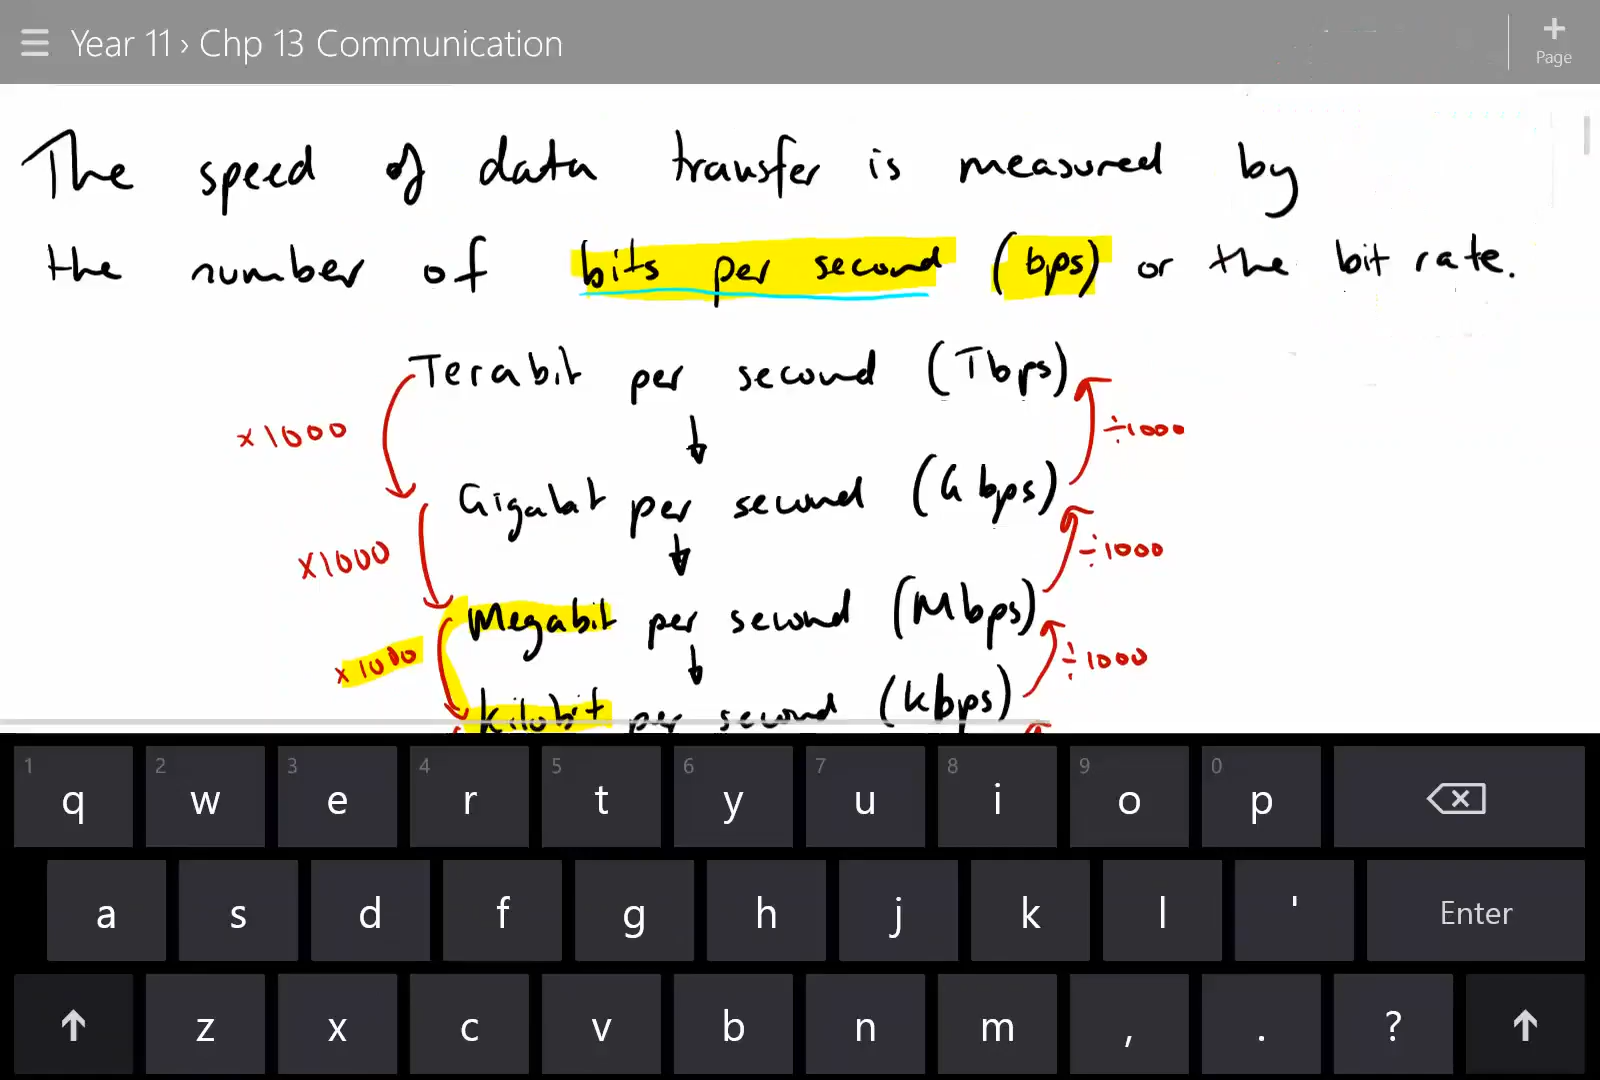 Year 11 › Chp 13 Communication
Page
The speed of data transfer is measured by
the number of bits per second (bps) or the bit rate.
Terabit per second (Tbps)
x1000
÷1000
Gigabit per second (Gbps)
x1000
÷1000
Megabit per second (Mbps)
x1000
÷1000
Kilobit per second (kbps)
1 2 3 4 5 6 7 8 9 0
q w e r t y u i o p
a s d f g h j k l ' Enter
z x c v b n m , . ?